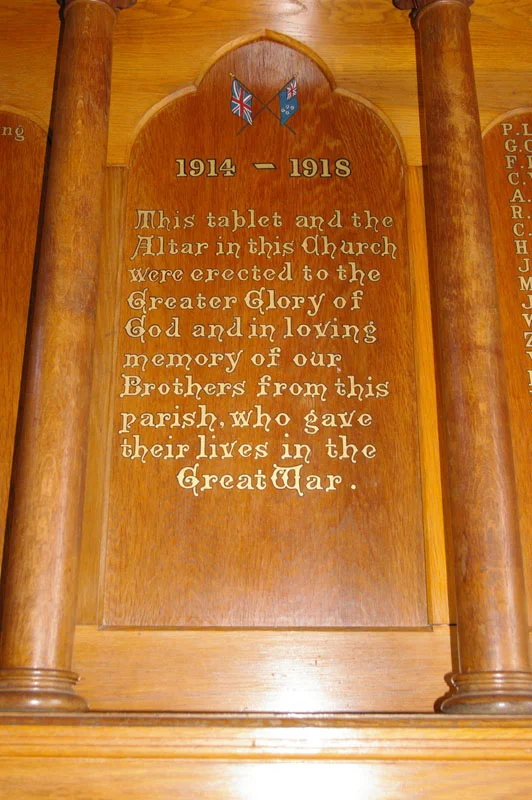 ng
1914 - 1918
This tablet and the
Altar in this Church
were erected to the
Greater Glory of
God and in loving
memory of our
Brothers from this
parish, who gave
their lives in the
Great War.
P.
G.
F.
C.
A.
R.
C.
H
J
M
J